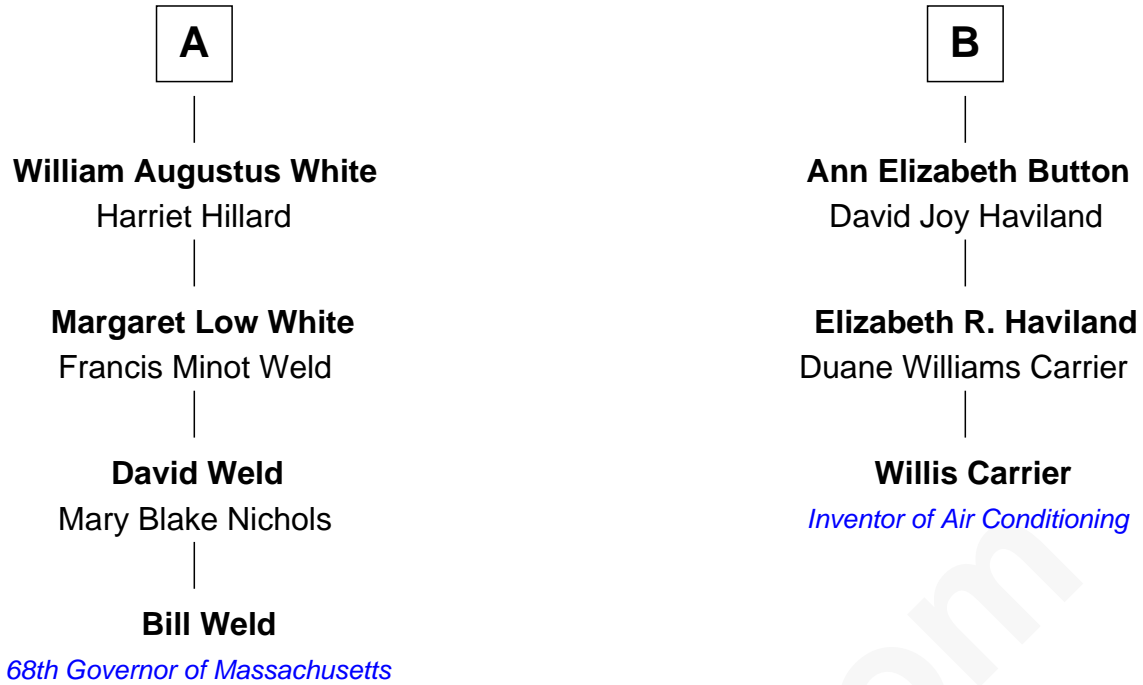 A
William Augustus White
Harriet Hillard
Margaret Low White
Francis Minot Weld
David Weld
Mary Blake Nichols
Bill Weld
68th Governor of Massachusetts
B
Ann Elizabeth Button
David Joy Haviland
Elizabeth R. Haviland
Duane Williams Carrier
Willis Carrier
Inventor of Air Conditioning
om